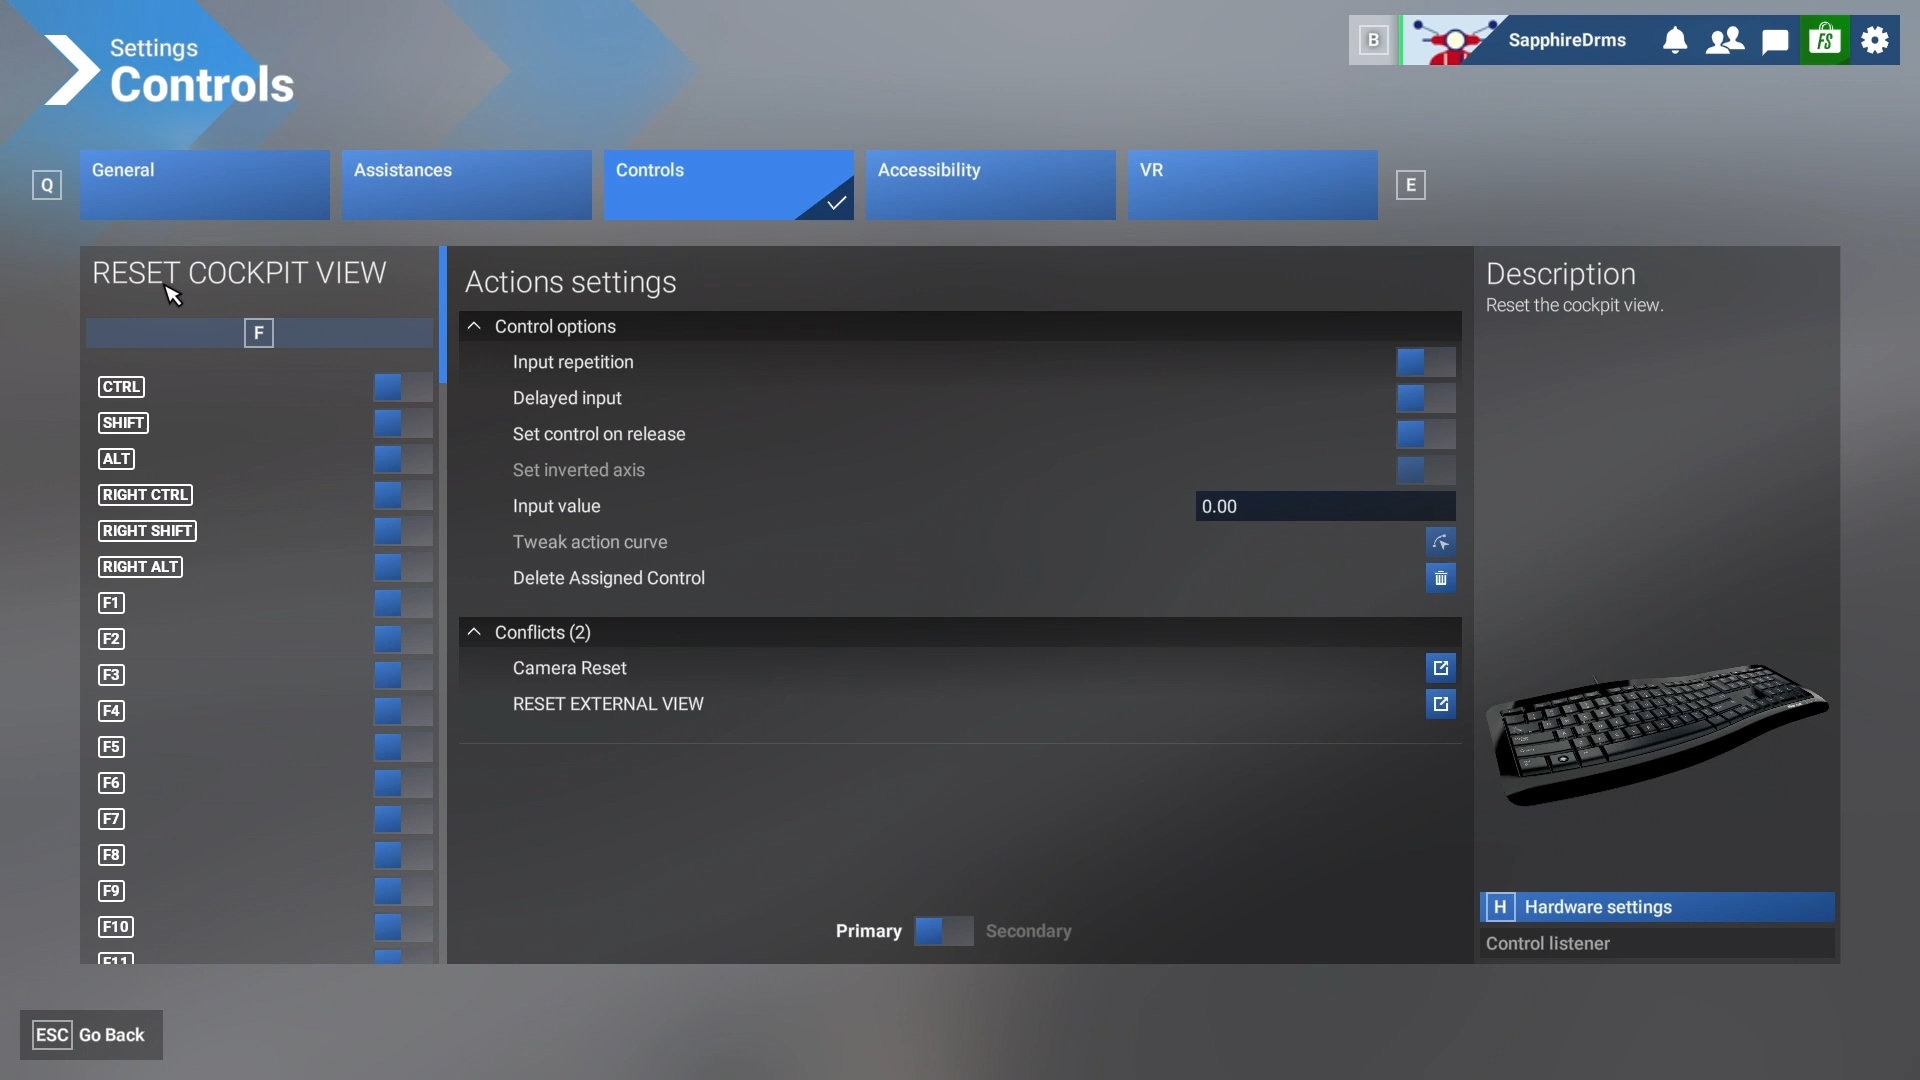 Settings
Controls
B
SapphireDrms
FS
Q
General
Assistances
Controls
Accessibility
VR
E
RESET COCKPIT VIEW
F
CTRL
SHIFT
ALT
RIGHT CTRL
RIGHT SHIFT
RIGHT ALT
F1
F2
F3
F4
F5
F6
F7
F8
F9
F10
F11
Actions settings
Control options
Input repetition
Delayed input
Set control on release
Set inverted axis
Input value
0.00
Tweak action curve
Delete Assigned Control
Conflicts (2)
Camera Reset
RESET EXTERNAL VIEW
Primary
Secondary
Description
Reset the cockpit view.
H Hardware settings
Control listener
ESC Go Back